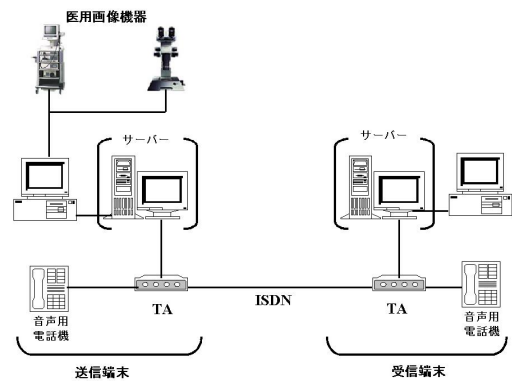 医用画像機器
サーバー
サーバー
TA
ISDN
TA
音声用
電話機
音声用
電話機
送信端末
受信端末